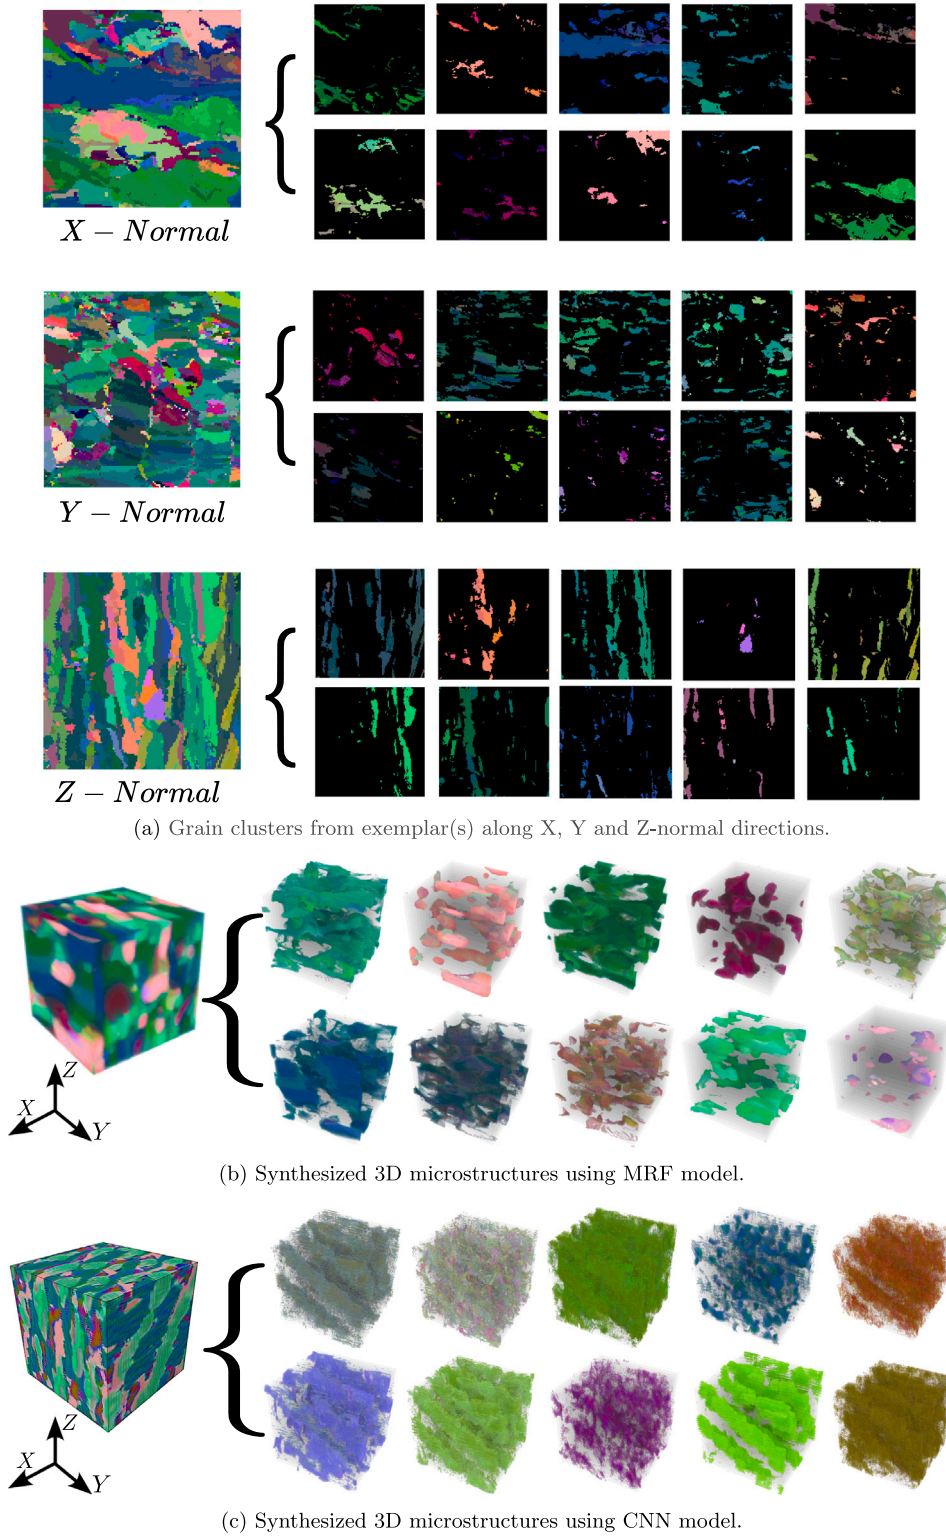 X − Normal
Y − Normal
Z − Normal
(a) Grain clusters from exemplar(s) along X, Y and Z-normal directions.
Z
X
Y
(b) Synthesized 3D microstructures using MRF model.
Z
X
Y
(c) Synthesized 3D microstructures using CNN model.